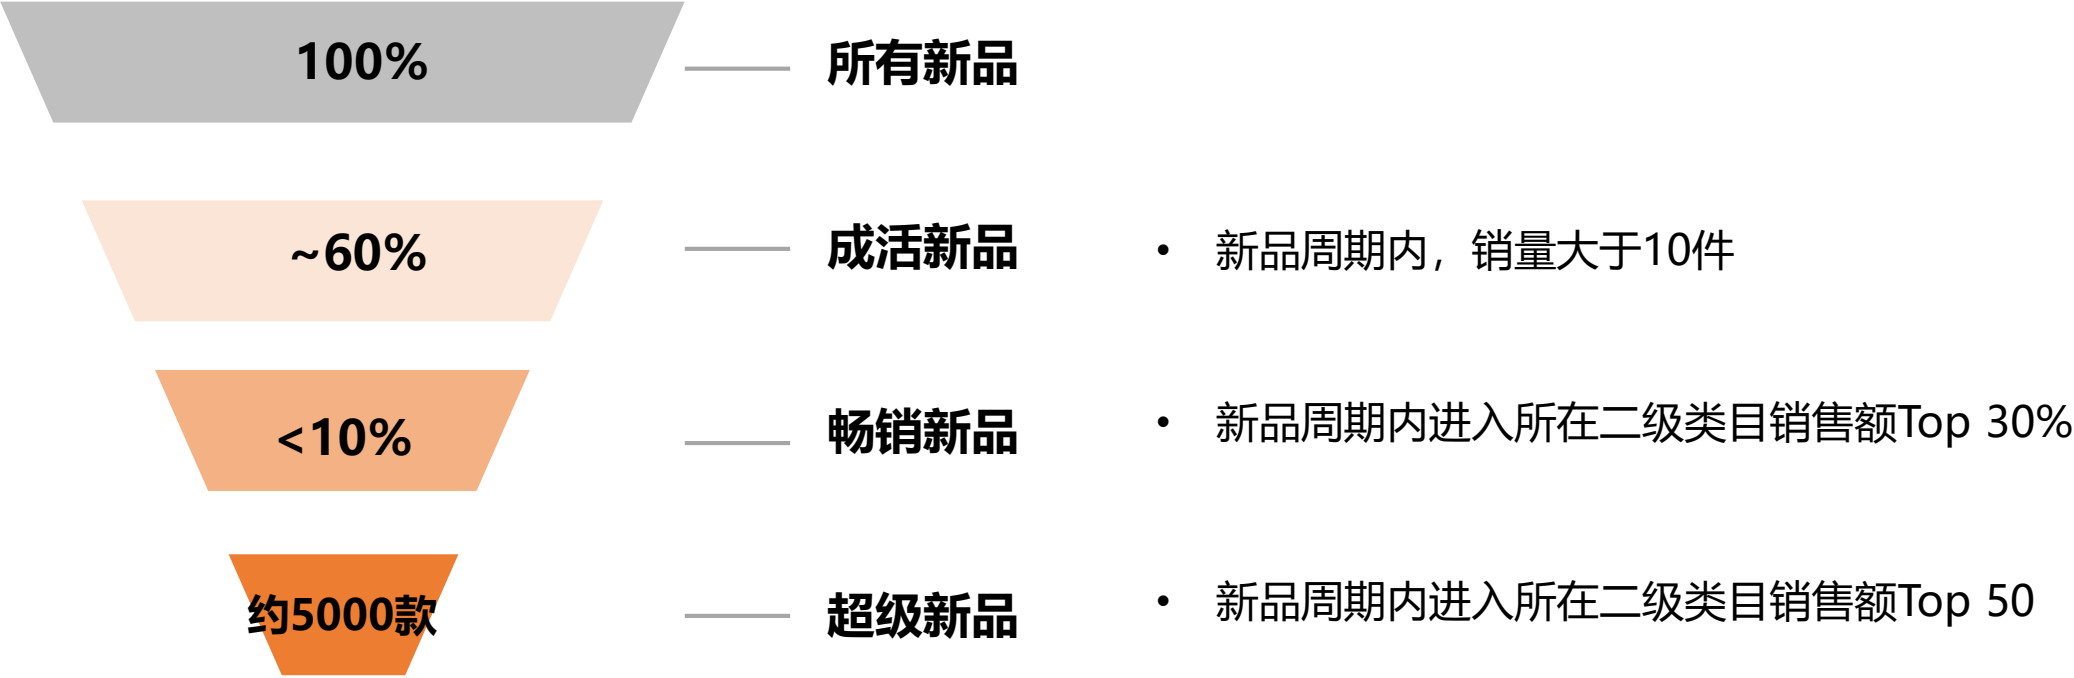 100%
所有新品
~60%
成活新品
• 新品周期内，销量大于10件
<10%
畅销新品
• 新品周期内进入所在二级类目销售额Top 30%
约5000款
超级新品
• 新品周期内进入所在二级类目销售额Top 50